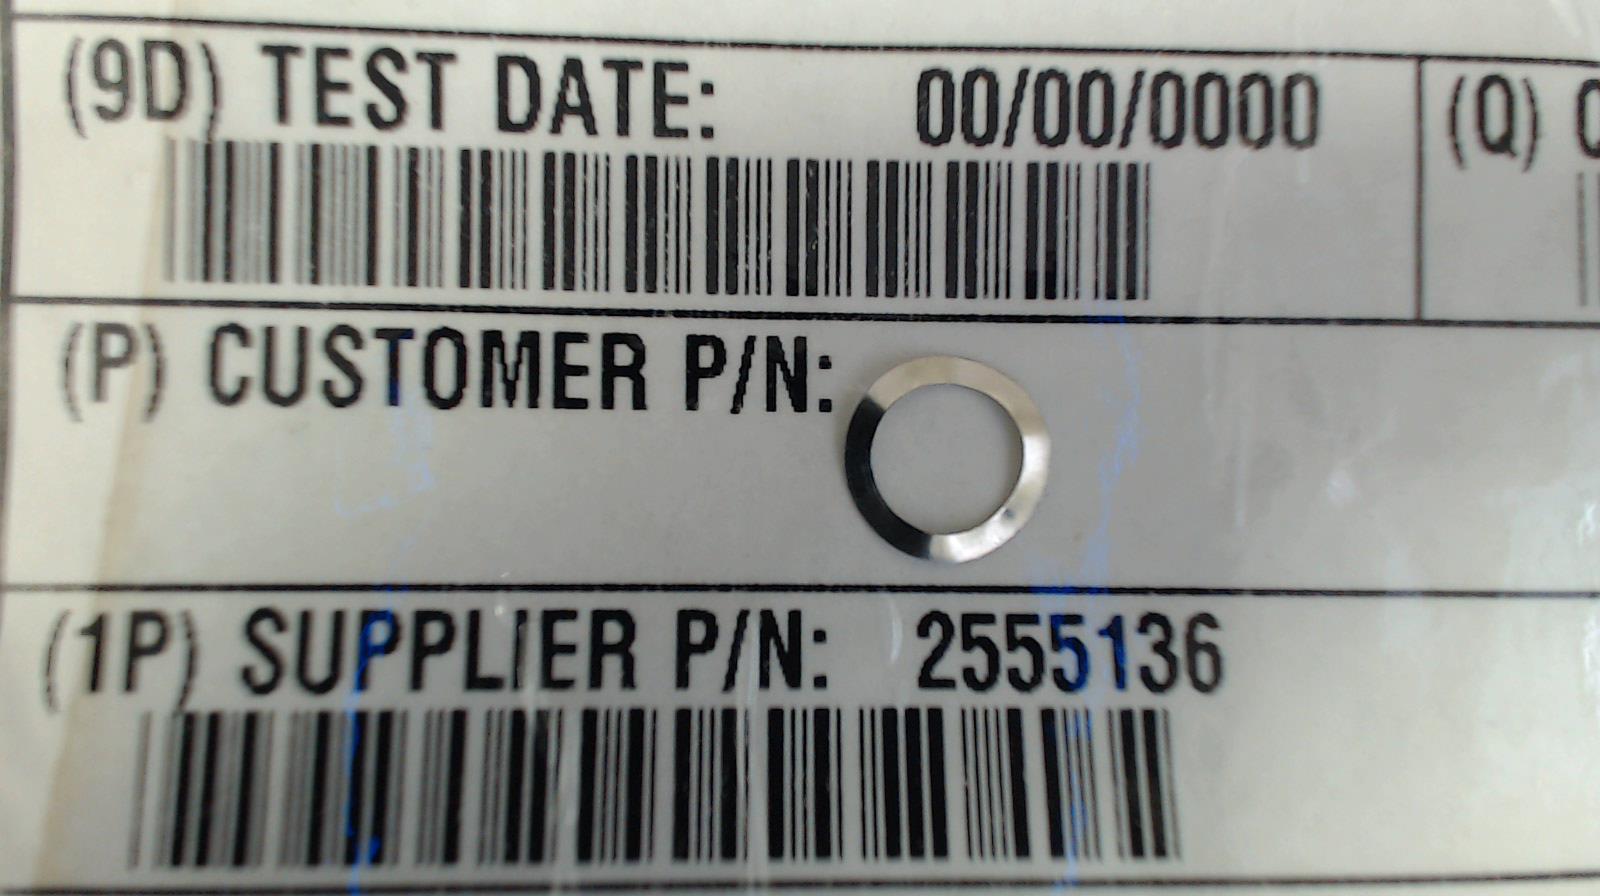 (9D) TEST DATE: 00/00/0000
(Q)
(P) CUSTOMER P/N:
(1P) SUPPLIER P/N: 2555136